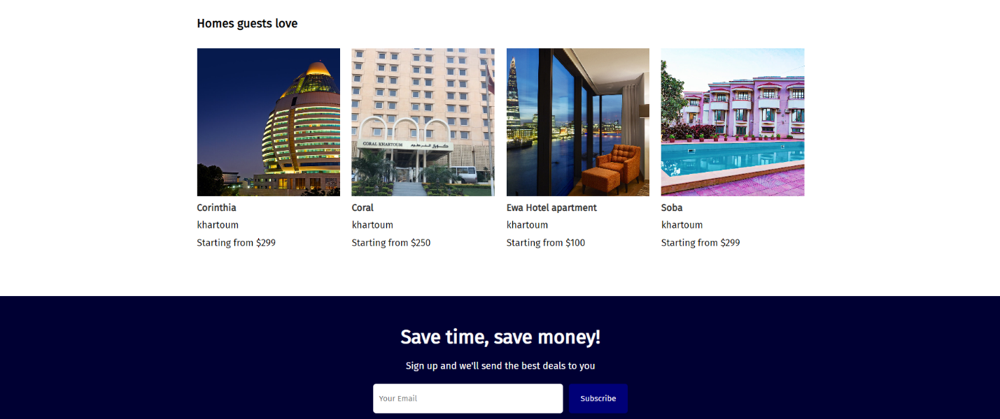 Homes guests love
CORAL KHARTOUM كورال الخرطوم
Corinthia
khartoum
Starting from $299
Coral
khartoum
Starting from $250
Ewa Hotel apartment
khartoum
Starting from $100
Soba
khartoum
Starting from $299
Save time, save money!
Sign up and we'll send the best deals to you
Your Email
Subscribe